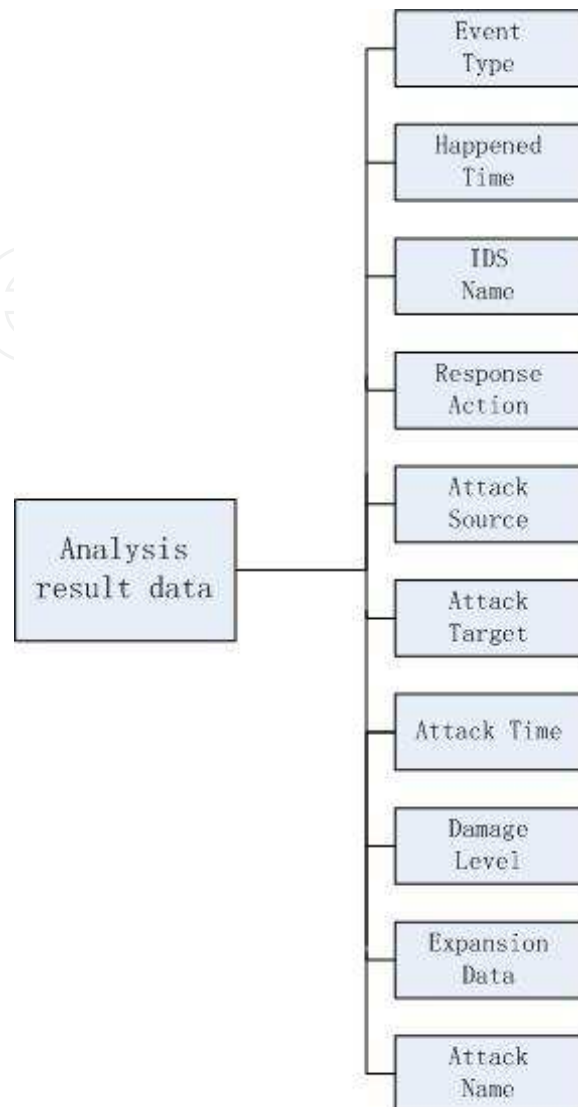 Event
Type
Happened
Time
IDS
Name
Response
Action
Attack
Source
Analysis
result data
Attack
Target
Attack Time
Damage
Level
Expansion
Data
Attack
Name